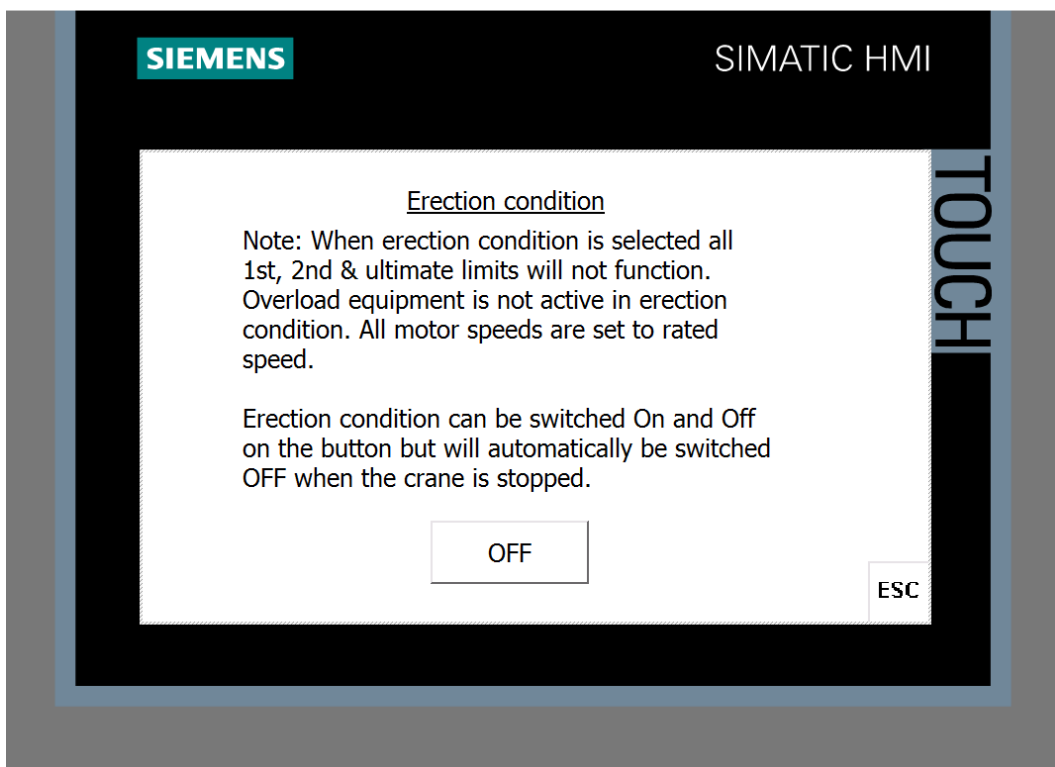 SIEMENS
SIMATIC HMI
TOUCH
Erection condition
Note: When erection condition is selected all
1st, 2nd & ultimate limits will not function.
Overload equipment is not active in erection
condition. All motor speeds are set to rated
speed.
Erection condition can be switched On and Off
on the button but will automatically be switched
OFF when the crane is stopped.
OFF
ESC